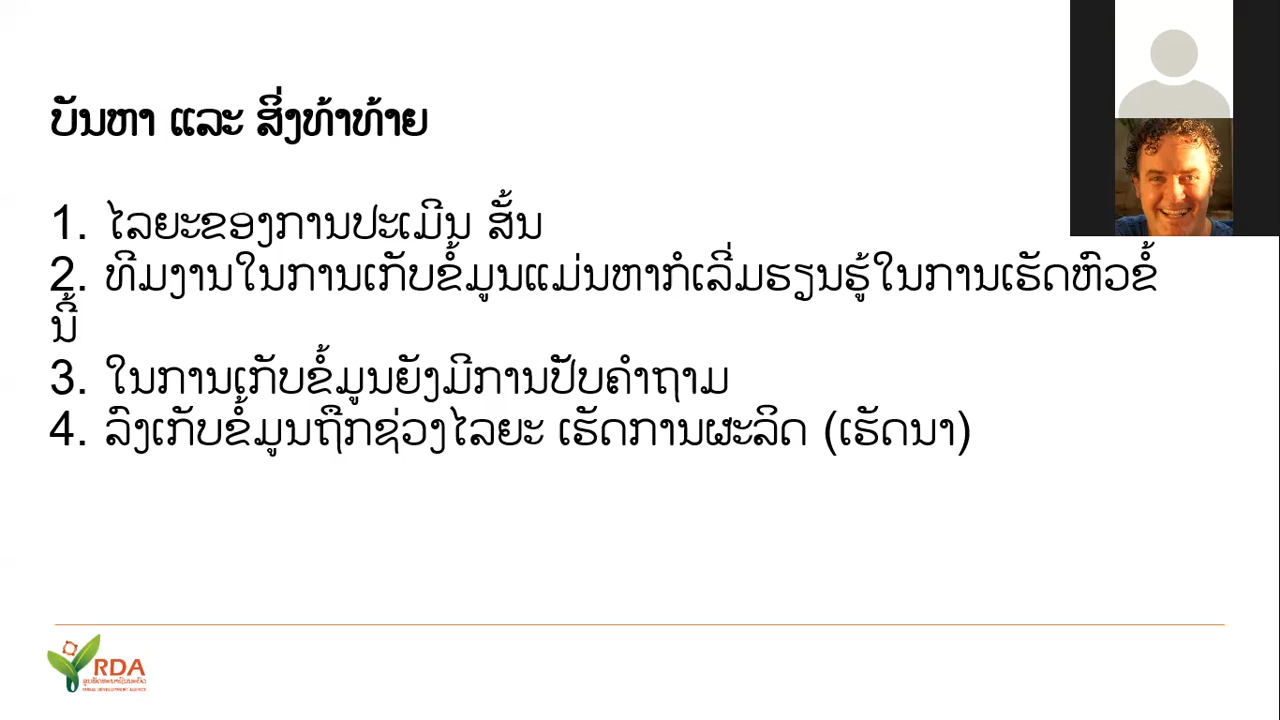 ບັນຫາ ແລະ ສິ່ງທ້າທ້າຍ
1. ໄລຍະຂອງການປະເມີນ ສັ້ນ
2. ທີມງານໃນການເກັບຂໍ້ມູນແມ່ນຫາກໍເລີ່ມຮຽນຮູ້ໃນການເຮັດຫົວຂໍ້
ນີ້
3. ໃນການເກັບຂໍ້ມູນຍັງມີການປັບຄຳຖາມ
4. ລົງເກັບຂໍ້ມູນຖືກຊ່ວງໄລຍະ ເຮັດການຜະລິດ (ເຮັດນາ)
RDA
RURAL DEVELOPMENT AGENCY